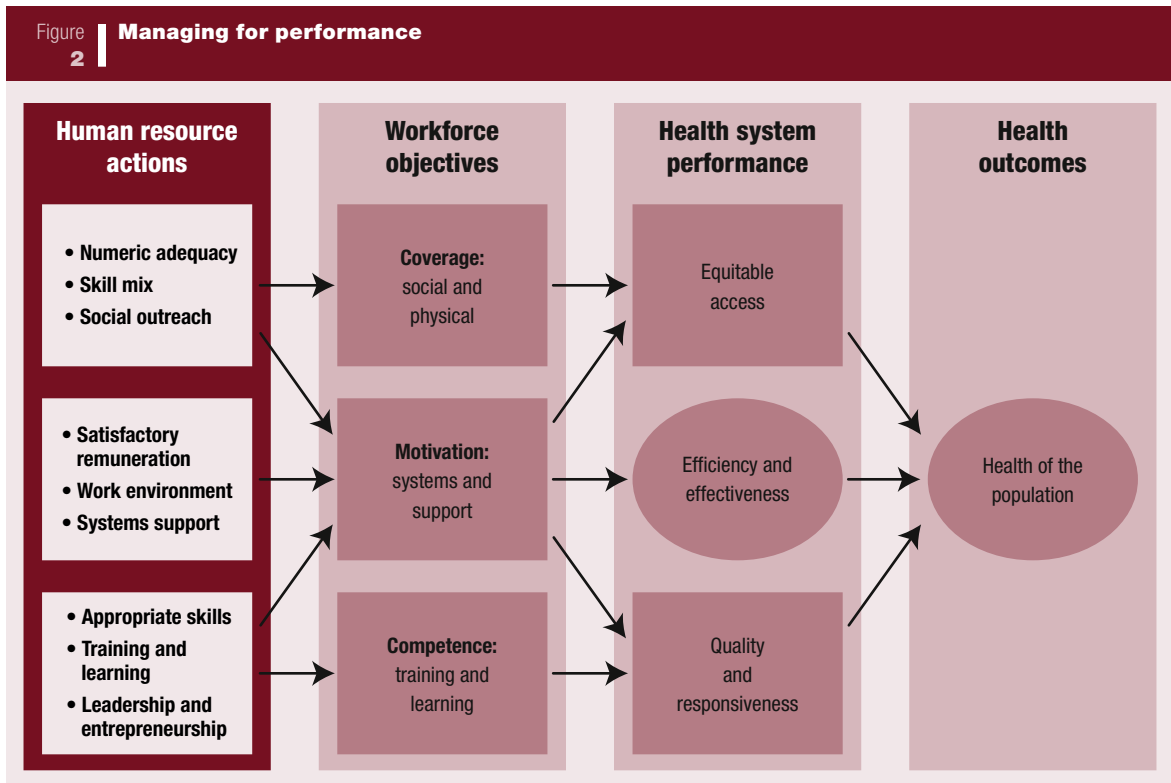 Figure 2
Managing for performance
Human resource
actions
• Numeric adequacy
• Skill mix
• Social outreach
• Satisfactory
remuneration
• Work environment
• Systems support
• Appropriate skills
• Training and
learning
• Leadership and
entrepreneurship
Workforce
objectives
Coverage:
social and
physical
Motivation:
systems and
support
Competence:
training and
learning
Health system
performance
Equitable
access
Efficiency and
effectiveness
Quality
and
responsiveness
Health
outcomes
Health of the
population